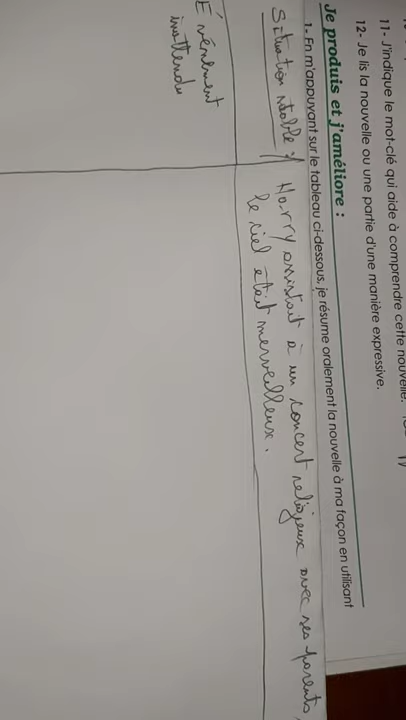 11- J'indique le mot-clé qui aide à comprendre cette nouvelle.
12- Je lis la nouvelle ou une partie d'une manière expressive.
Je produis et j'améliore :
1- En m'appuyant sur le tableau ci-dessous, je résume oralement la nouvelle à ma façon en utilisant
Situation stable
Harry assistait à un concert religieux avec ses parents,
le ciel était merveilleux.
Événement
inattendu